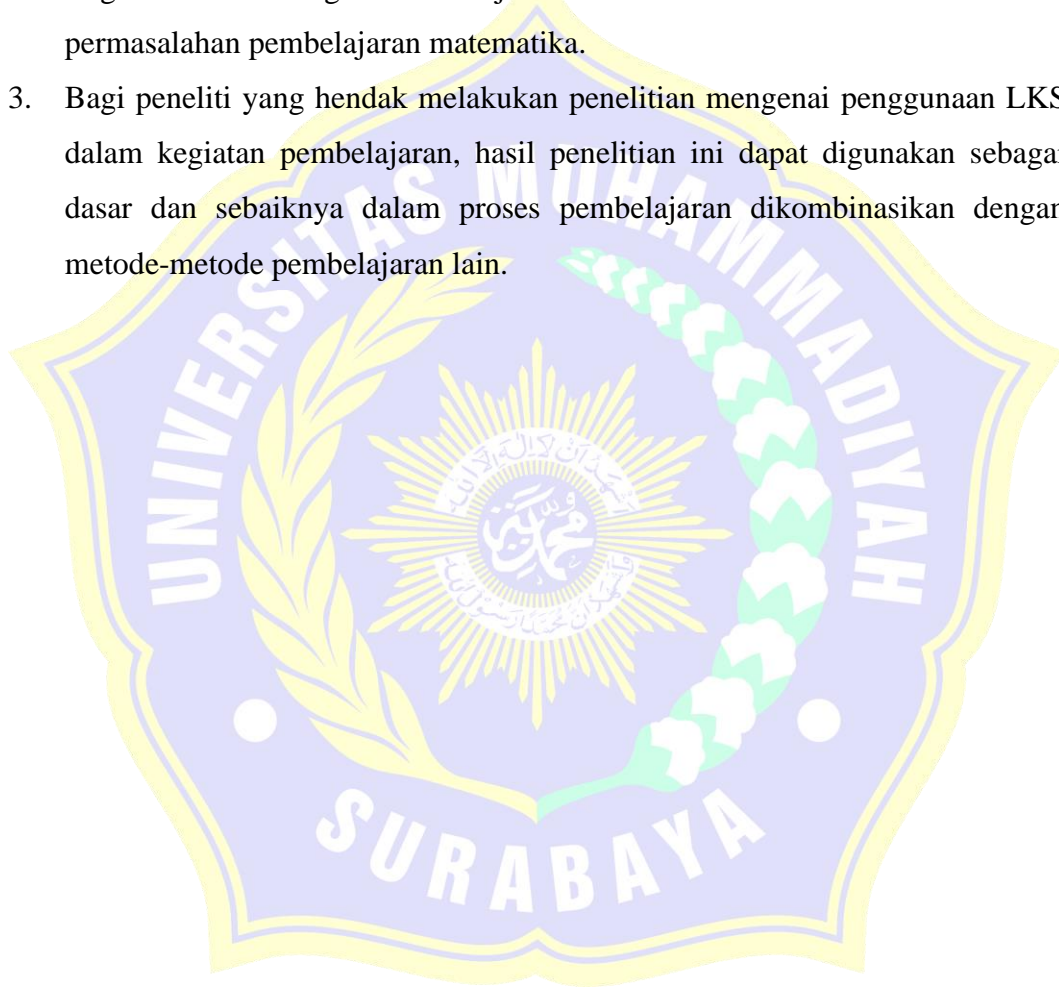 permasalahan pembelajaran matematika.
3. Bagi peneliti yang hendak melakukan penelitian mengenai penggunaan LKS
dalam kegiatan pembelajaran, hasil penelitian ini dapat digunakan sebagai
dasar dan sebaiknya dalam proses pembelajaran dikombinasikan dengan
metode-metode pembelajaran lain.
UNIVERSITAS MUHAMMADIYAH
SURABAYA